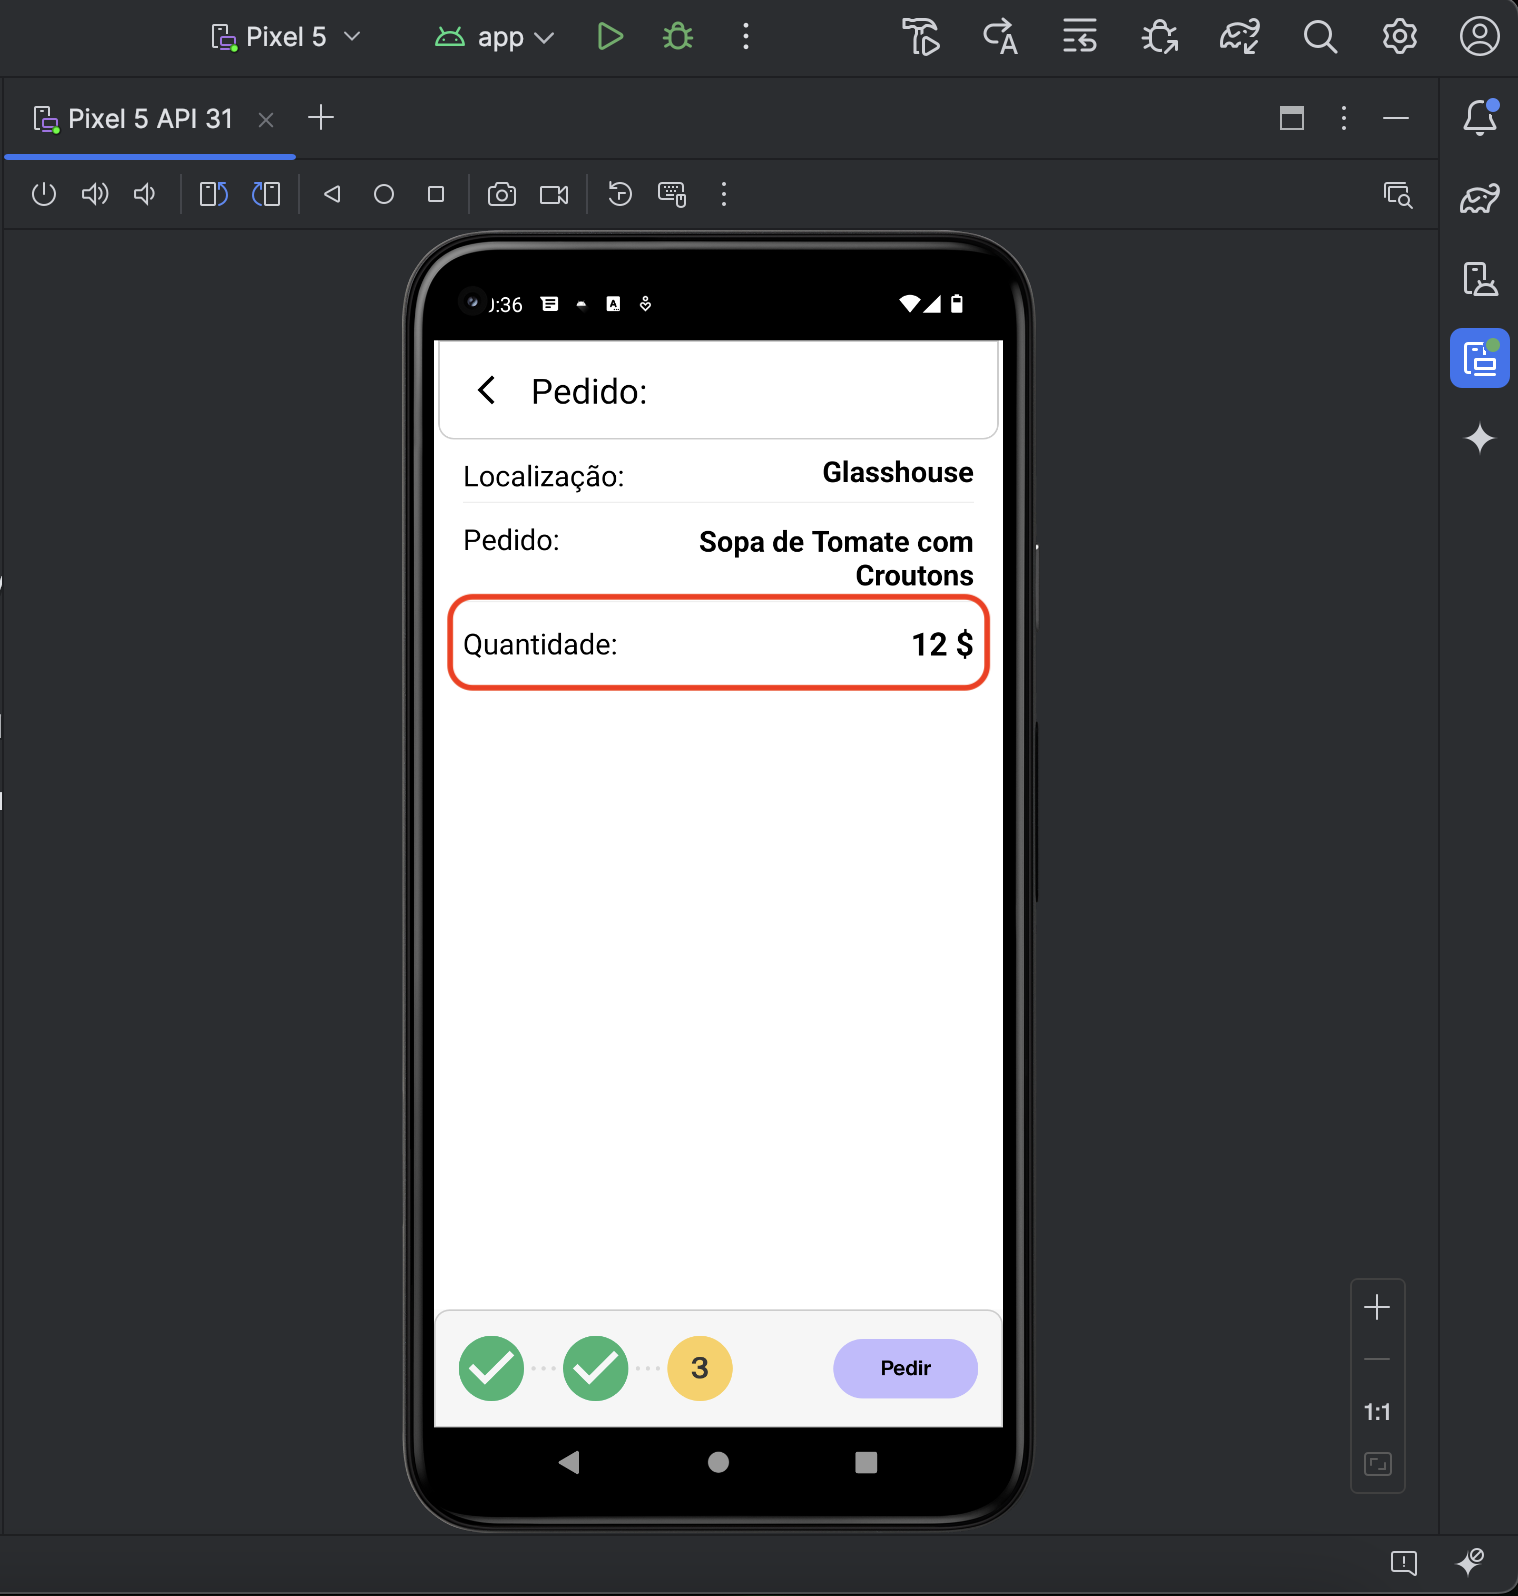 Pixel 5
app
Pixel 5 API 31
:36
Pedido:
Localização:
Glasshouse
Pedido:
Sopa de Tomate com
Croutons
Quantidade:
12 $
3
Pedir
1:1